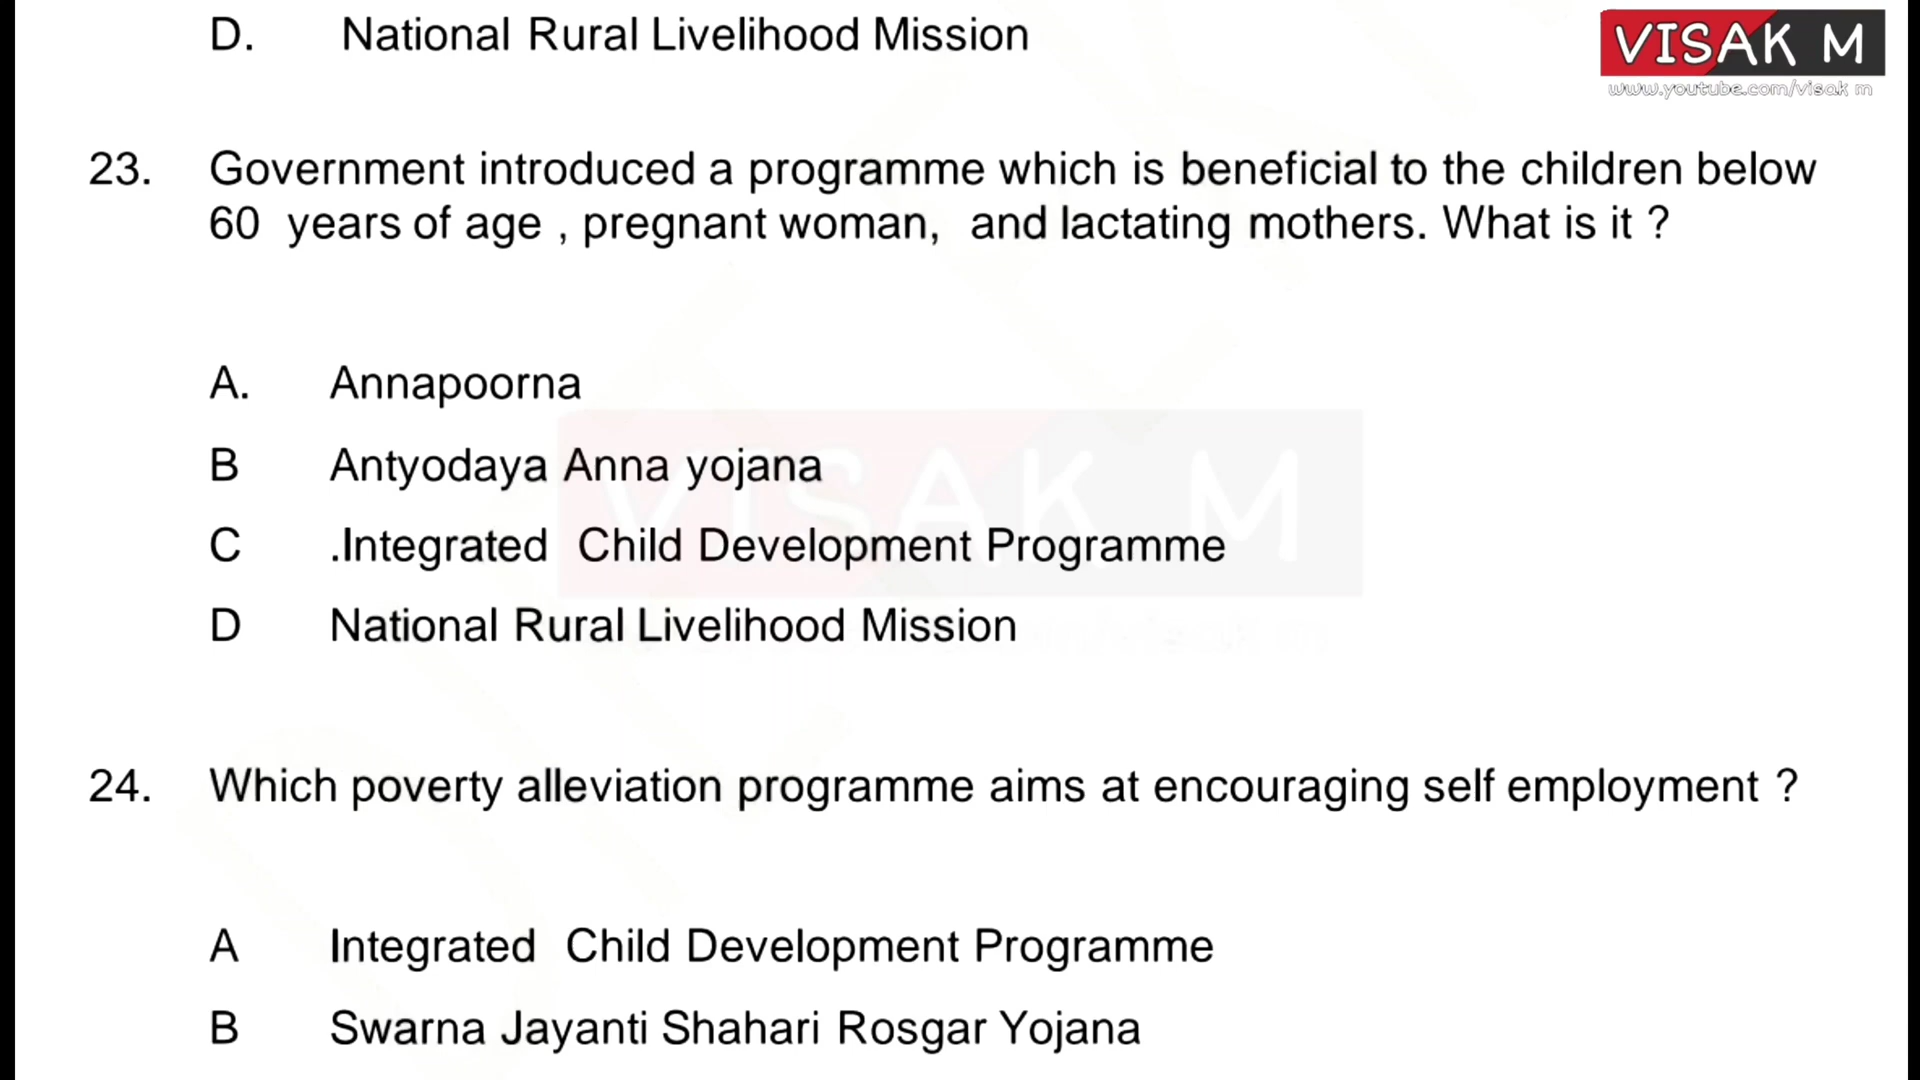 D. National Rural Livelihood Mission
VISAK M
www.youtube.com/visak m
23. Government introduced a programme which is beneficial to the children below
60 years of age , pregnant woman, and lactating mothers. What is it ?
A. Annapoorna
B Antyodaya Anna yojana
C .Integrated Child Development Programme
D National Rural Livelihood Mission
VISAK M
24. Which poverty alleviation programme aims at encouraging self employment ?
A Integrated Child Development Programme
B Swarna Jayanti Shahari Rosgar Yojana